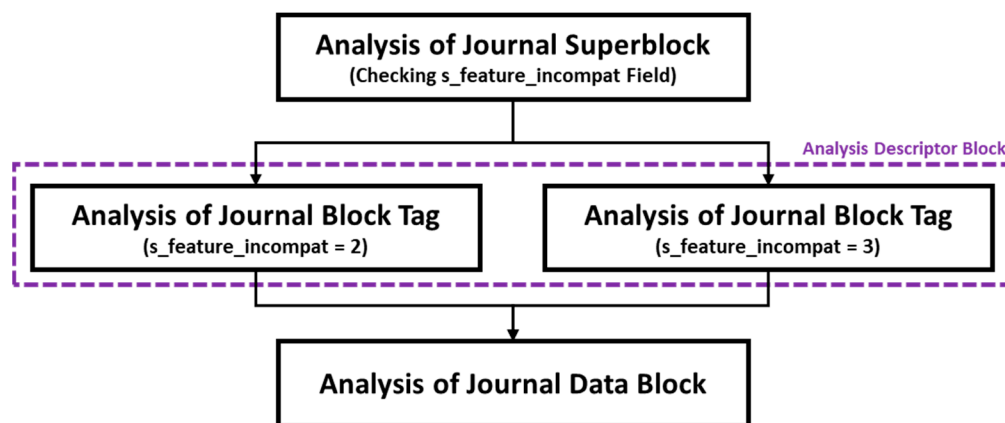 Analysis of Journal Superblock
(Checking s_feature_incompat Field)
Analysis Descriptor Block
Analysis of Journal Block Tag
(s_feature_incompat = 2)
Analysis of Journal Block Tag
(s_feature_incompat = 3)
Analysis of Journal Data Block